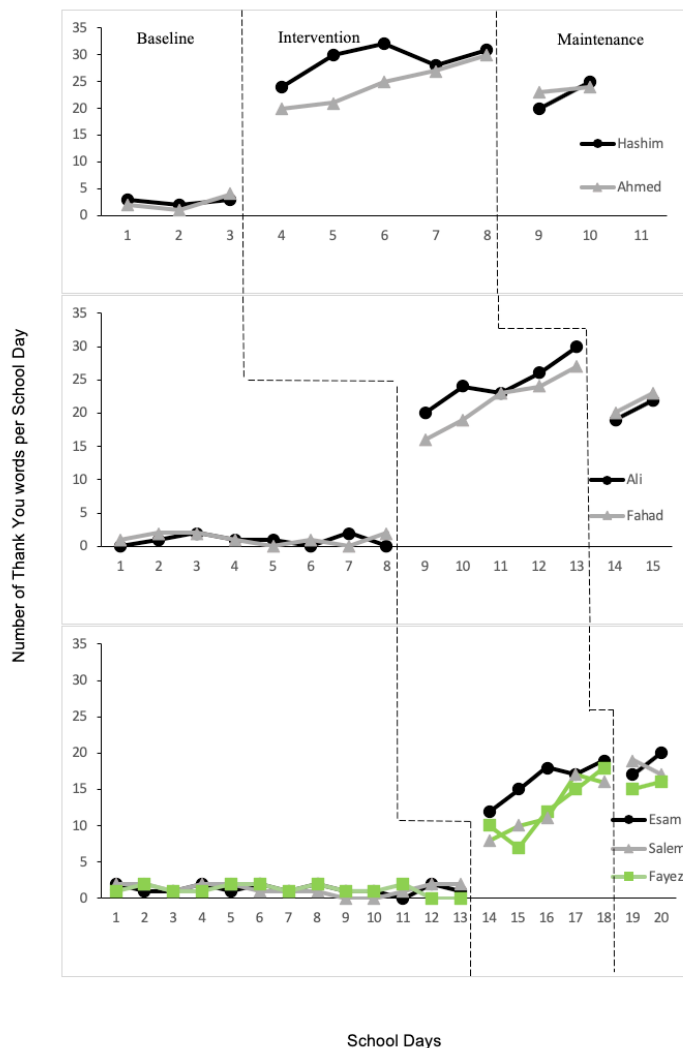 Number of Thank You words per School Day
Baseline Intervention Maintenance
35
30
25
20
15
10
5
0
Hashim
Ahmed
1 2 3 4 5 6 7 8 9 10 11
35
30
25
20
15
10
5
0
Ali
Fahad
1 2 3 4 5 6 7 8 9 10 11 12 13 14 15
35
30
25
20
15
10
5
0
Esam
Salem
Fayez
1 2 3 4 5 6 7 8 9 10 11 12 13 14 15 16 17 18 19 20
School Days